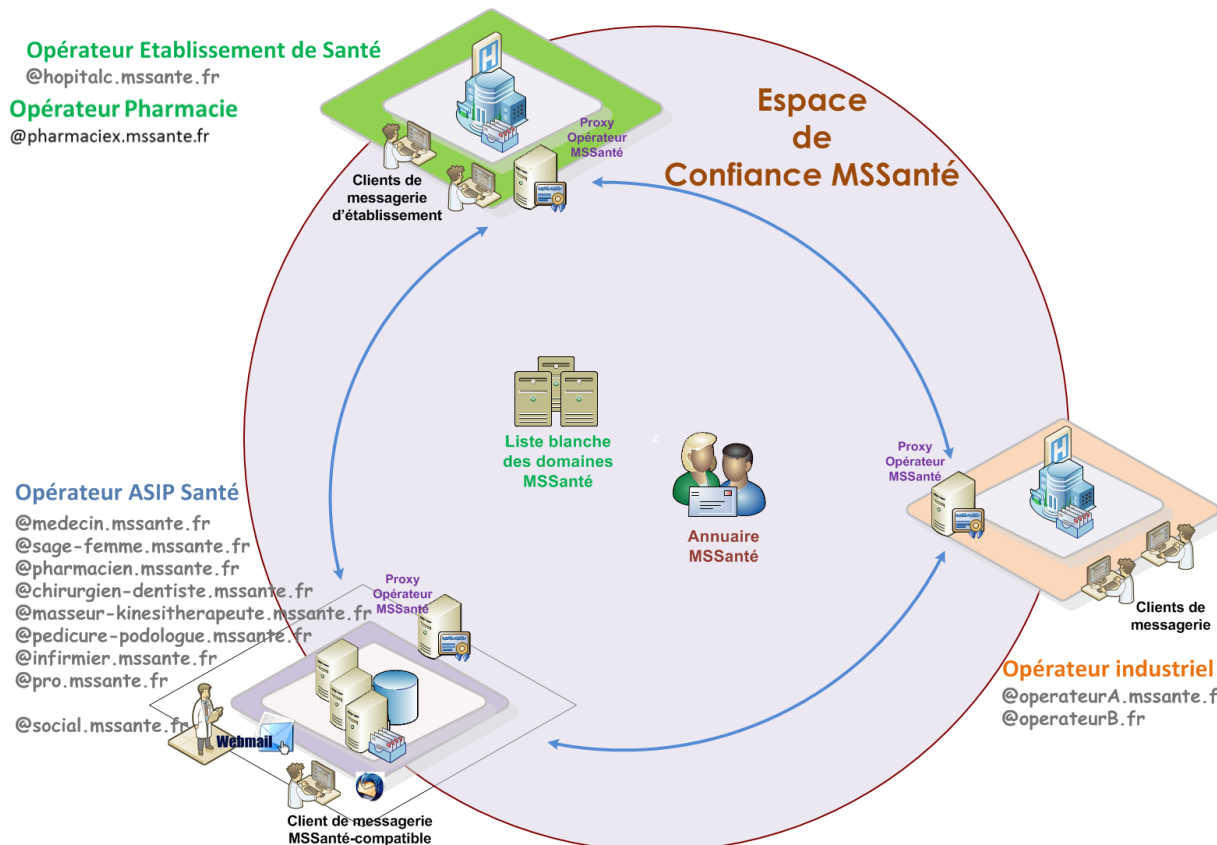 Opérateur Etablissement de Santé
@hopitalc.mssante.fr
Opérateur Pharmacie
@pharmaciex.mssante.fr
H
Proxy
Opérateur
MSSanté
Clients de
messagerie
d'établissement
Espace
de
Confiance MSSanté
Liste blanche
des domaines
MSSanté
2
Annuaire
MSSanté
Proxy
Opérateur
MSSanté
H
Clients de
messagerie
Opérateur industriel
@operateurA.mssante.f
@operateurB.fr
Opérateur ASIP Santé
@medecin.mssante.fr
@sage-femme.mssante.fr
@pharmacien.mssante.fr
@chirurgien-dentiste.mssante.fr
@masseur-kinesitherapeute.mssante.fr
@pedicure-podologue.mssante.fr
@infirmier.mssante.fr
@pro.mssante.fr
@social.mssante.fr
Proxy
Opérateur
MSSanté
Webmail
Client de messagerie
MSSanté-compatible